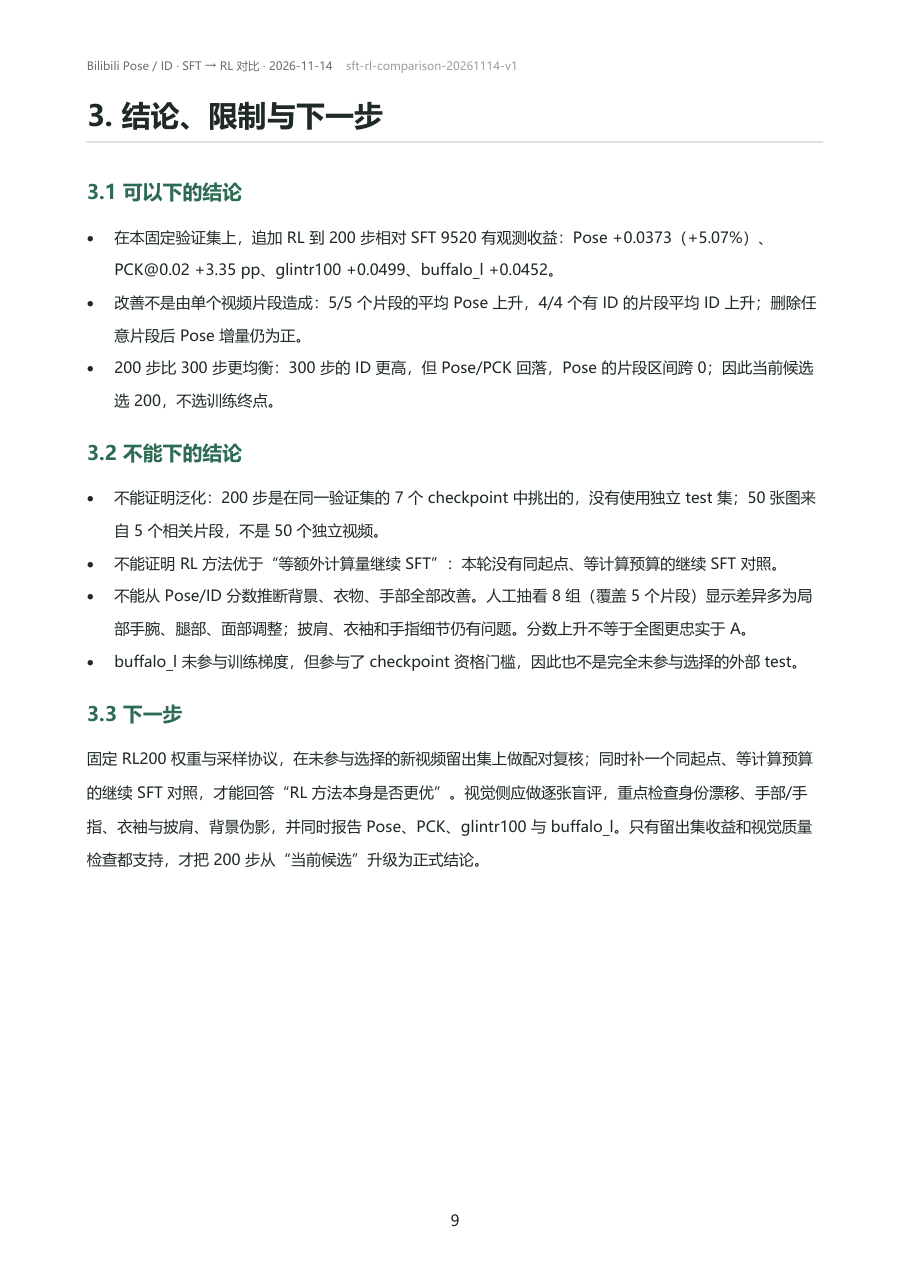 Bilibili Pose / ID · SFT → RL 对比 · 2026-11-14 sft-rl-comparison-20261114-v1
3. 结论、限制与下一步
3.1 可以下的结论
• 在本固定验证集上，追加 RL 到 200 步相对 SFT 9520 有观测收益：Pose +0.0373（+5.07%）、
PCK@0.02 +3.35 pp、glintr100 +0.0499、buffalo_l +0.0452。
• 改善不是由单个视频片段造成：5/5 个片段的平均 Pose 上升，4/4 个有 ID 的片段平均 ID 上升；删除任
意片段后 Pose 增量仍为正。
• 200 步比 300 步更均衡：300 步的 ID 更高，但 Pose/PCK 回落，Pose 的片段区间跨 0；因此当前候选
选 200，不选训练终点。
3.2 不能下的结论
• 不能证明泛化：200 步是在同一验证集的 7 个 checkpoint 中挑出的，没有使用独立 test 集；50 张图来
自 5 个相关片段，不是 50 个独立视频。
• 不能证明 RL 方法优于“等额外计算量继续 SFT”：本轮没有同起点、等计算预算的继续 SFT 对照。
• 不能从 Pose/ID 分数推断背景、衣物、手部全部改善。人工抽看 8 组（覆盖 5 个片段）显示差异多为局
部手腕、腿部、面部调整；披肩、衣袖和手指细节仍有问题。分数上升不等于全图更忠实于 A。
• buffalo_l 未参与训练梯度，但参与了 checkpoint 资格门槛，因此也不是完全未参与选择的外部 test。
3.3 下一步
固定 RL200 权重与采样协议，在未参与选择的新视频留出集上做配对复核；同时补一个同起点、等计算预算
的继续 SFT 对照，才能回答“RL 方法本身是否更优”。视觉侧应做逐张盲评，重点检查身份漂移、手部/手
指、衣袖与披肩、背景伪影，并同时报告 Pose、PCK、glintr100 与 buffalo_l。只有留出集收益和视觉质量
检查都支持，才把 200 步从“当前候选”升级为正式结论。
9